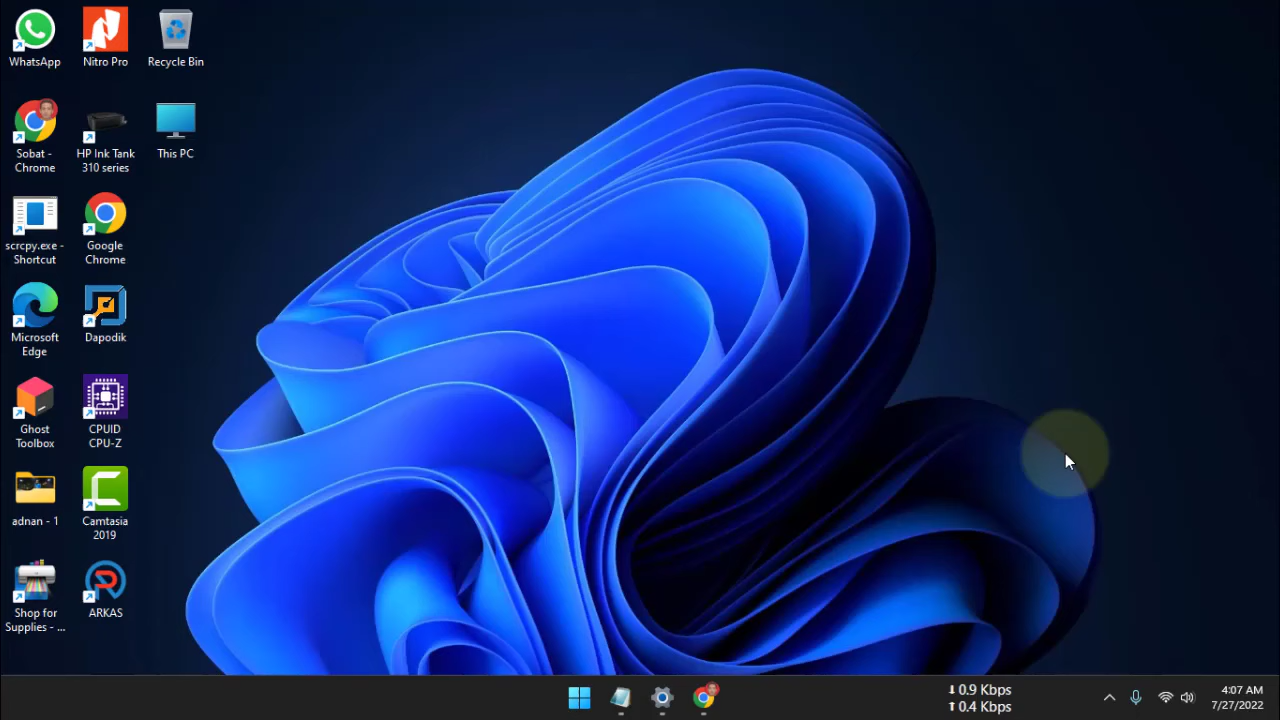 WhatsApp
Nitro Pro
Recycle Bin
Sobat -
Chrome
HP Ink Tank
310 series
This PC
scrcpy.exe -
Shortcut
Google
Chrome
Microsoft
Edge
Dapodik
Ghost
Toolbox
CPUID
CPU-Z
adnan - 1
Camtasia
2019
Shop for
Supplies - ...
ARKAS
⬇ 0.9 Kbps
⬆ 0.4 Kbps
4:07 AM
7/27/2022